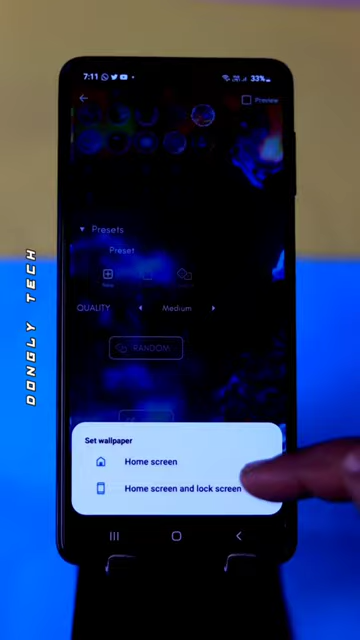 7:11
33%
Preview
Presets
Preset
New
QUALITY
Medium
RANDOM
DONGLY TECH
Set wallpaper
Home screen
Home screen and lock screen